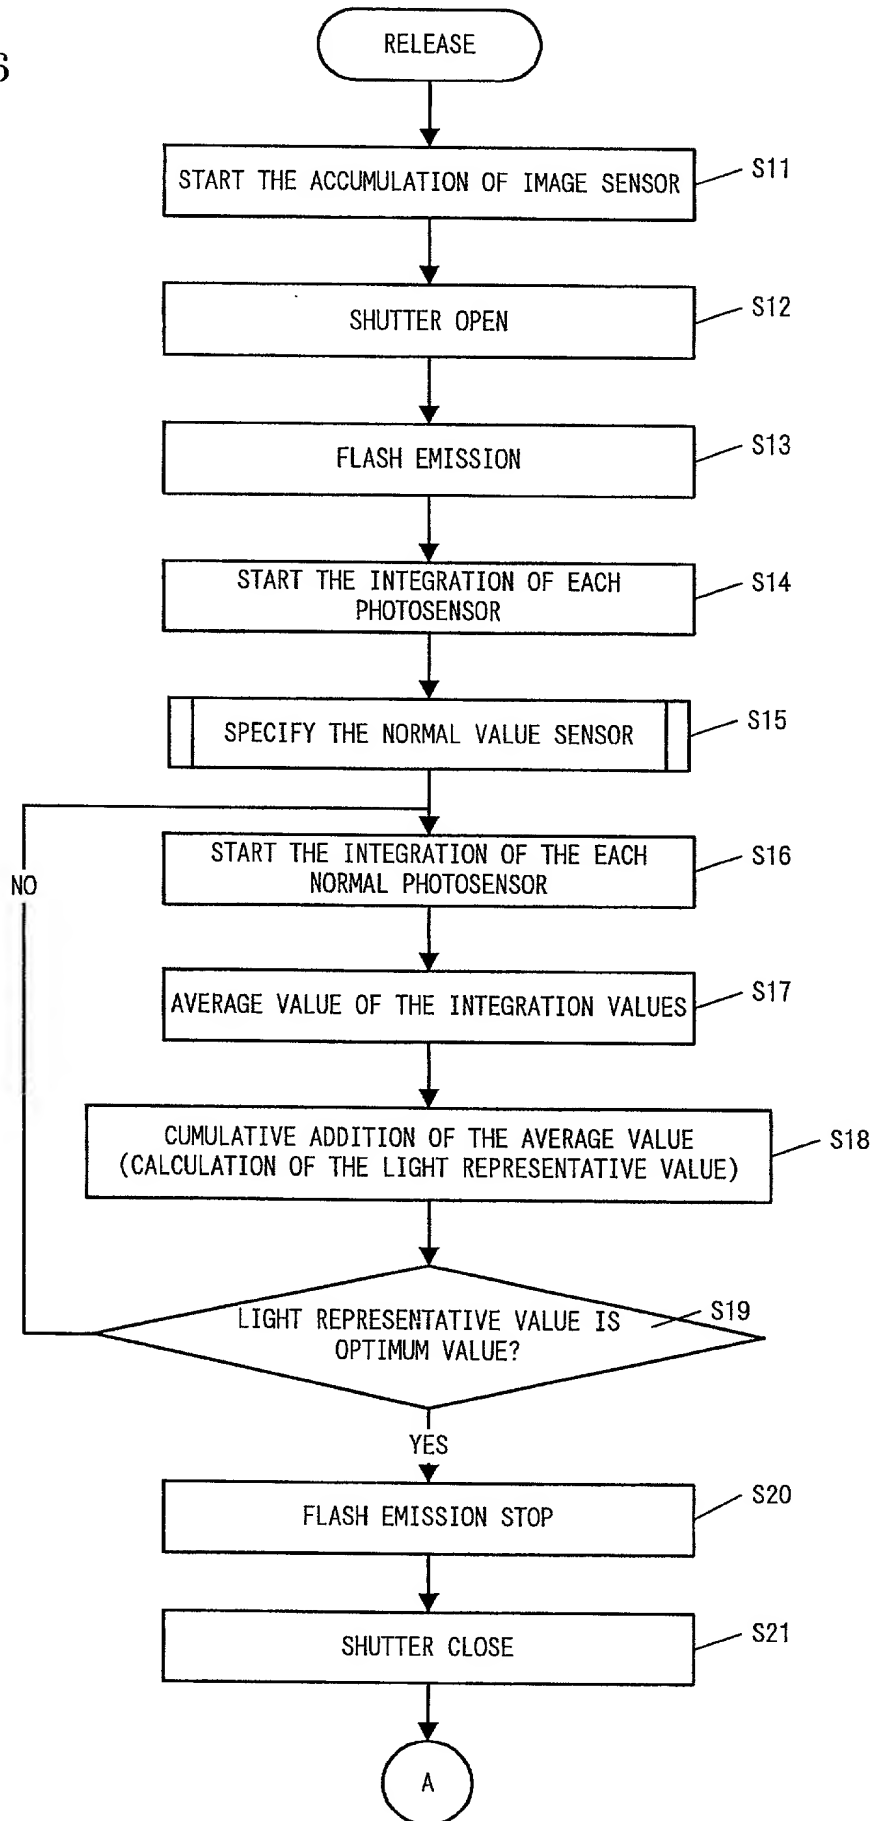 6
RELEASE
START THE ACCUMULATION OF IMAGE SENSOR
S11
SHUTTER OPEN
S12
FLASH EMISSION
S13
START THE INTEGRATION OF EACH
PHOTOSENSOR
S14
SPECIFY THE NORMAL VALUE SENSOR
S15
START THE INTEGRATION OF THE EACH
NORMAL PHOTOSENSOR
S16
NO
AVERAGE VALUE OF THE INTEGRATION VALUES
S17
CUMULATIVE ADDITION OF THE AVERAGE VALUE
(CALCULATION OF THE LIGHT REPRESENTATIVE VALUE)
S18
LIGHT REPRESENTATIVE VALUE IS
OPTIMUM VALUE?
S19
YES
FLASH EMISSION STOP
S20
SHUTTER CLOSE
S21
A